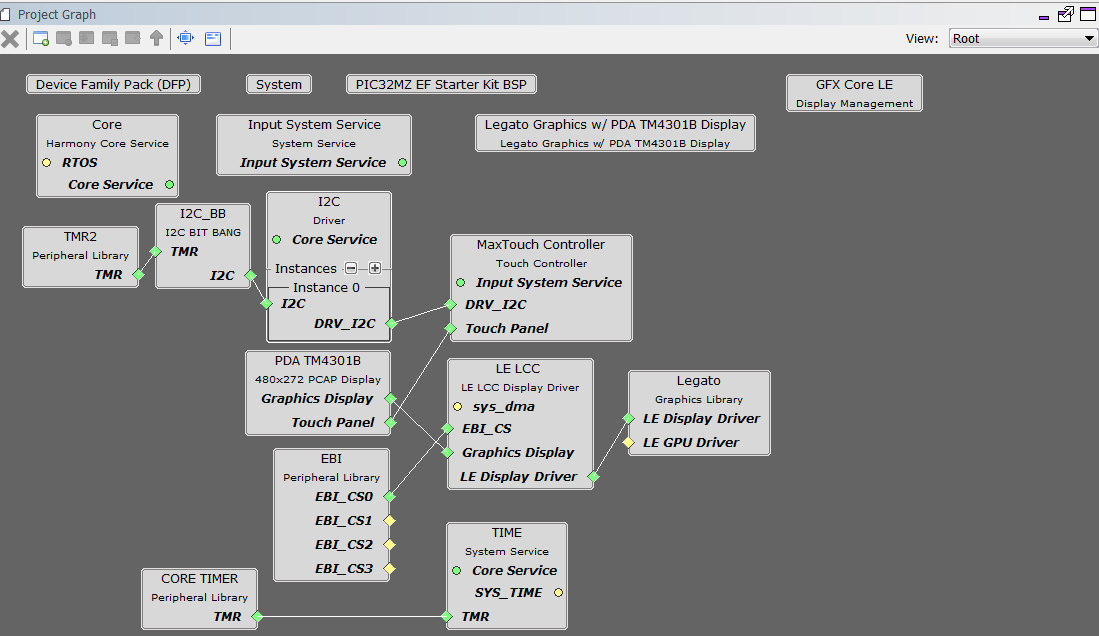 Project Graph
View:
Root
Device Family Pack (DFP)
System
PIC32MZ EF Starter Kit BSP
GFX Core LE
Display Management
Core
Harmony Core Service
RTOS
Core Service
Input System Service
System Service
Input System Service
Legato Graphics w/ PDA TM4301B Display
Legato Graphics w/ PDA TM4301B Display
TMR2
Peripheral Library
TMR
I2C_BB
I2C BIT BANG
TMR
I2C
I2C
Driver
Core Service
Instances
Instance 0
I2C
DRV_I2C
MaxTouch Controller
Touch Controller
Input System Service
DRV_I2C
Touch Panel
PDA TM4301B
480x272 PCAP Display
Graphics Display
Touch Panel
LE LCC
LE LCC Display Driver
sys_dma
EBI_CS
Graphics Display
LE Display Driver
Legato
Graphics Library
LE Display Driver
LE GPU Driver
EBI
Peripheral Library
EBI_CS0
EBI_CS1
EBI_CS2
EBI_CS3
CORE TIMER
Peripheral Library
TMR
TIME
System Service
Core Service
SYS_TIME
TMR